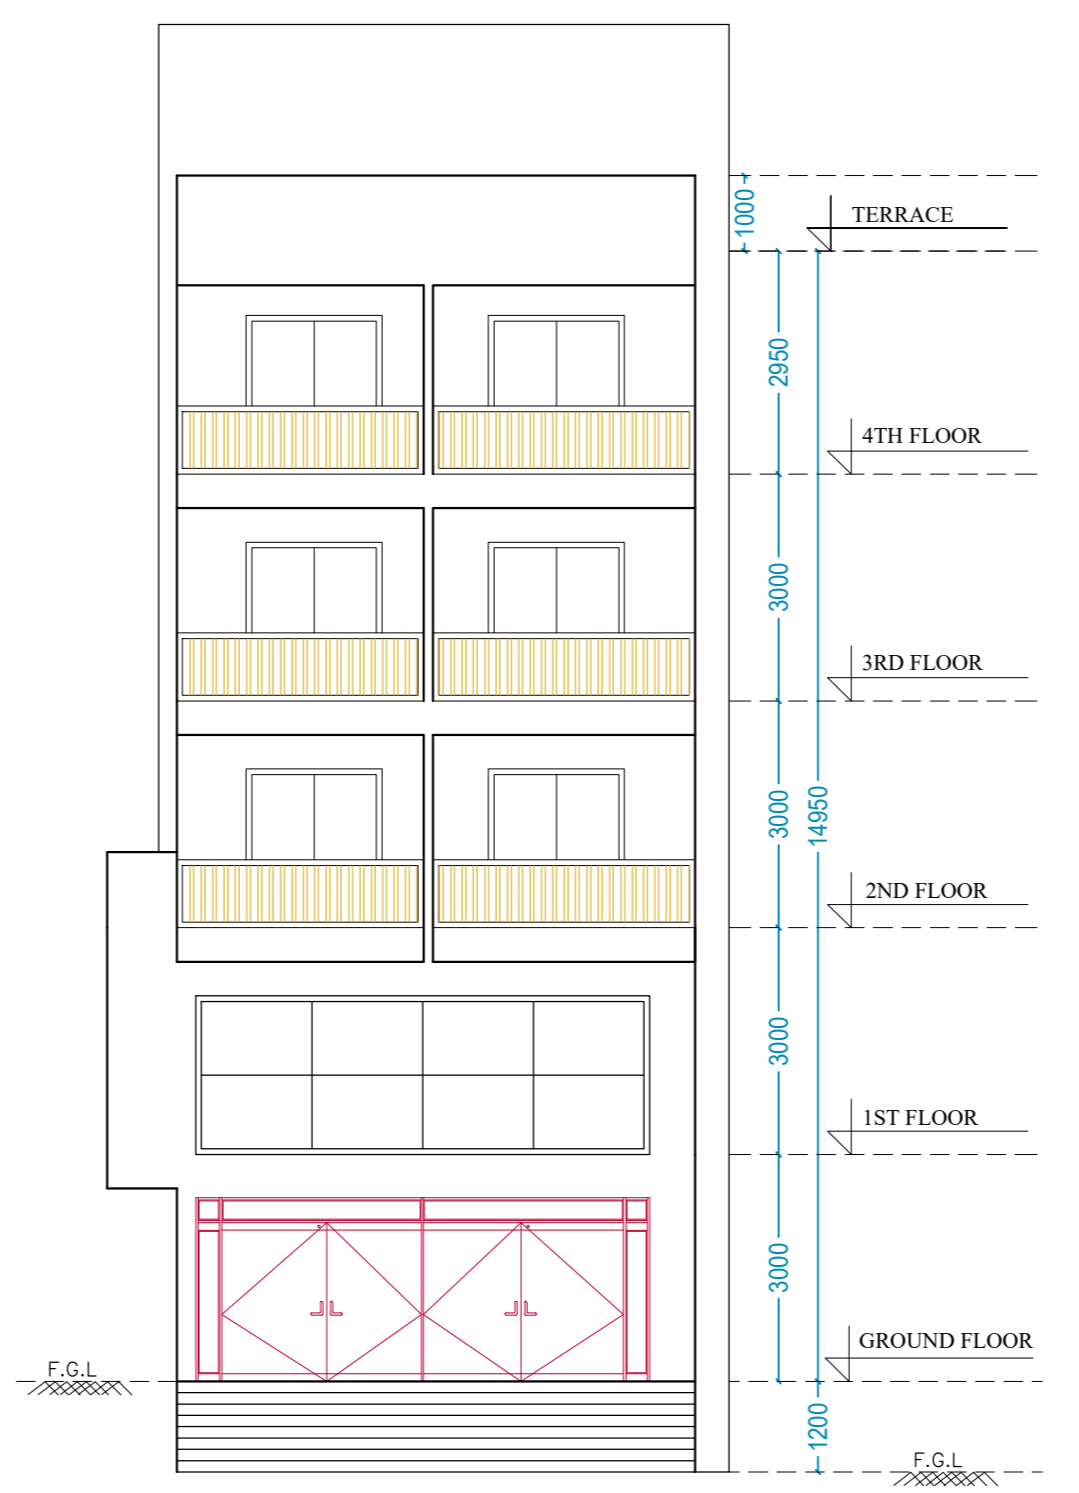 1000
TERRACE
2950
4TH FLOOR
3000
3RD FLOOR
3000
14950
2ND FLOOR
3000
1ST FLOOR
3000
GROUND FLOOR
F.G.L
1200
F.G.L